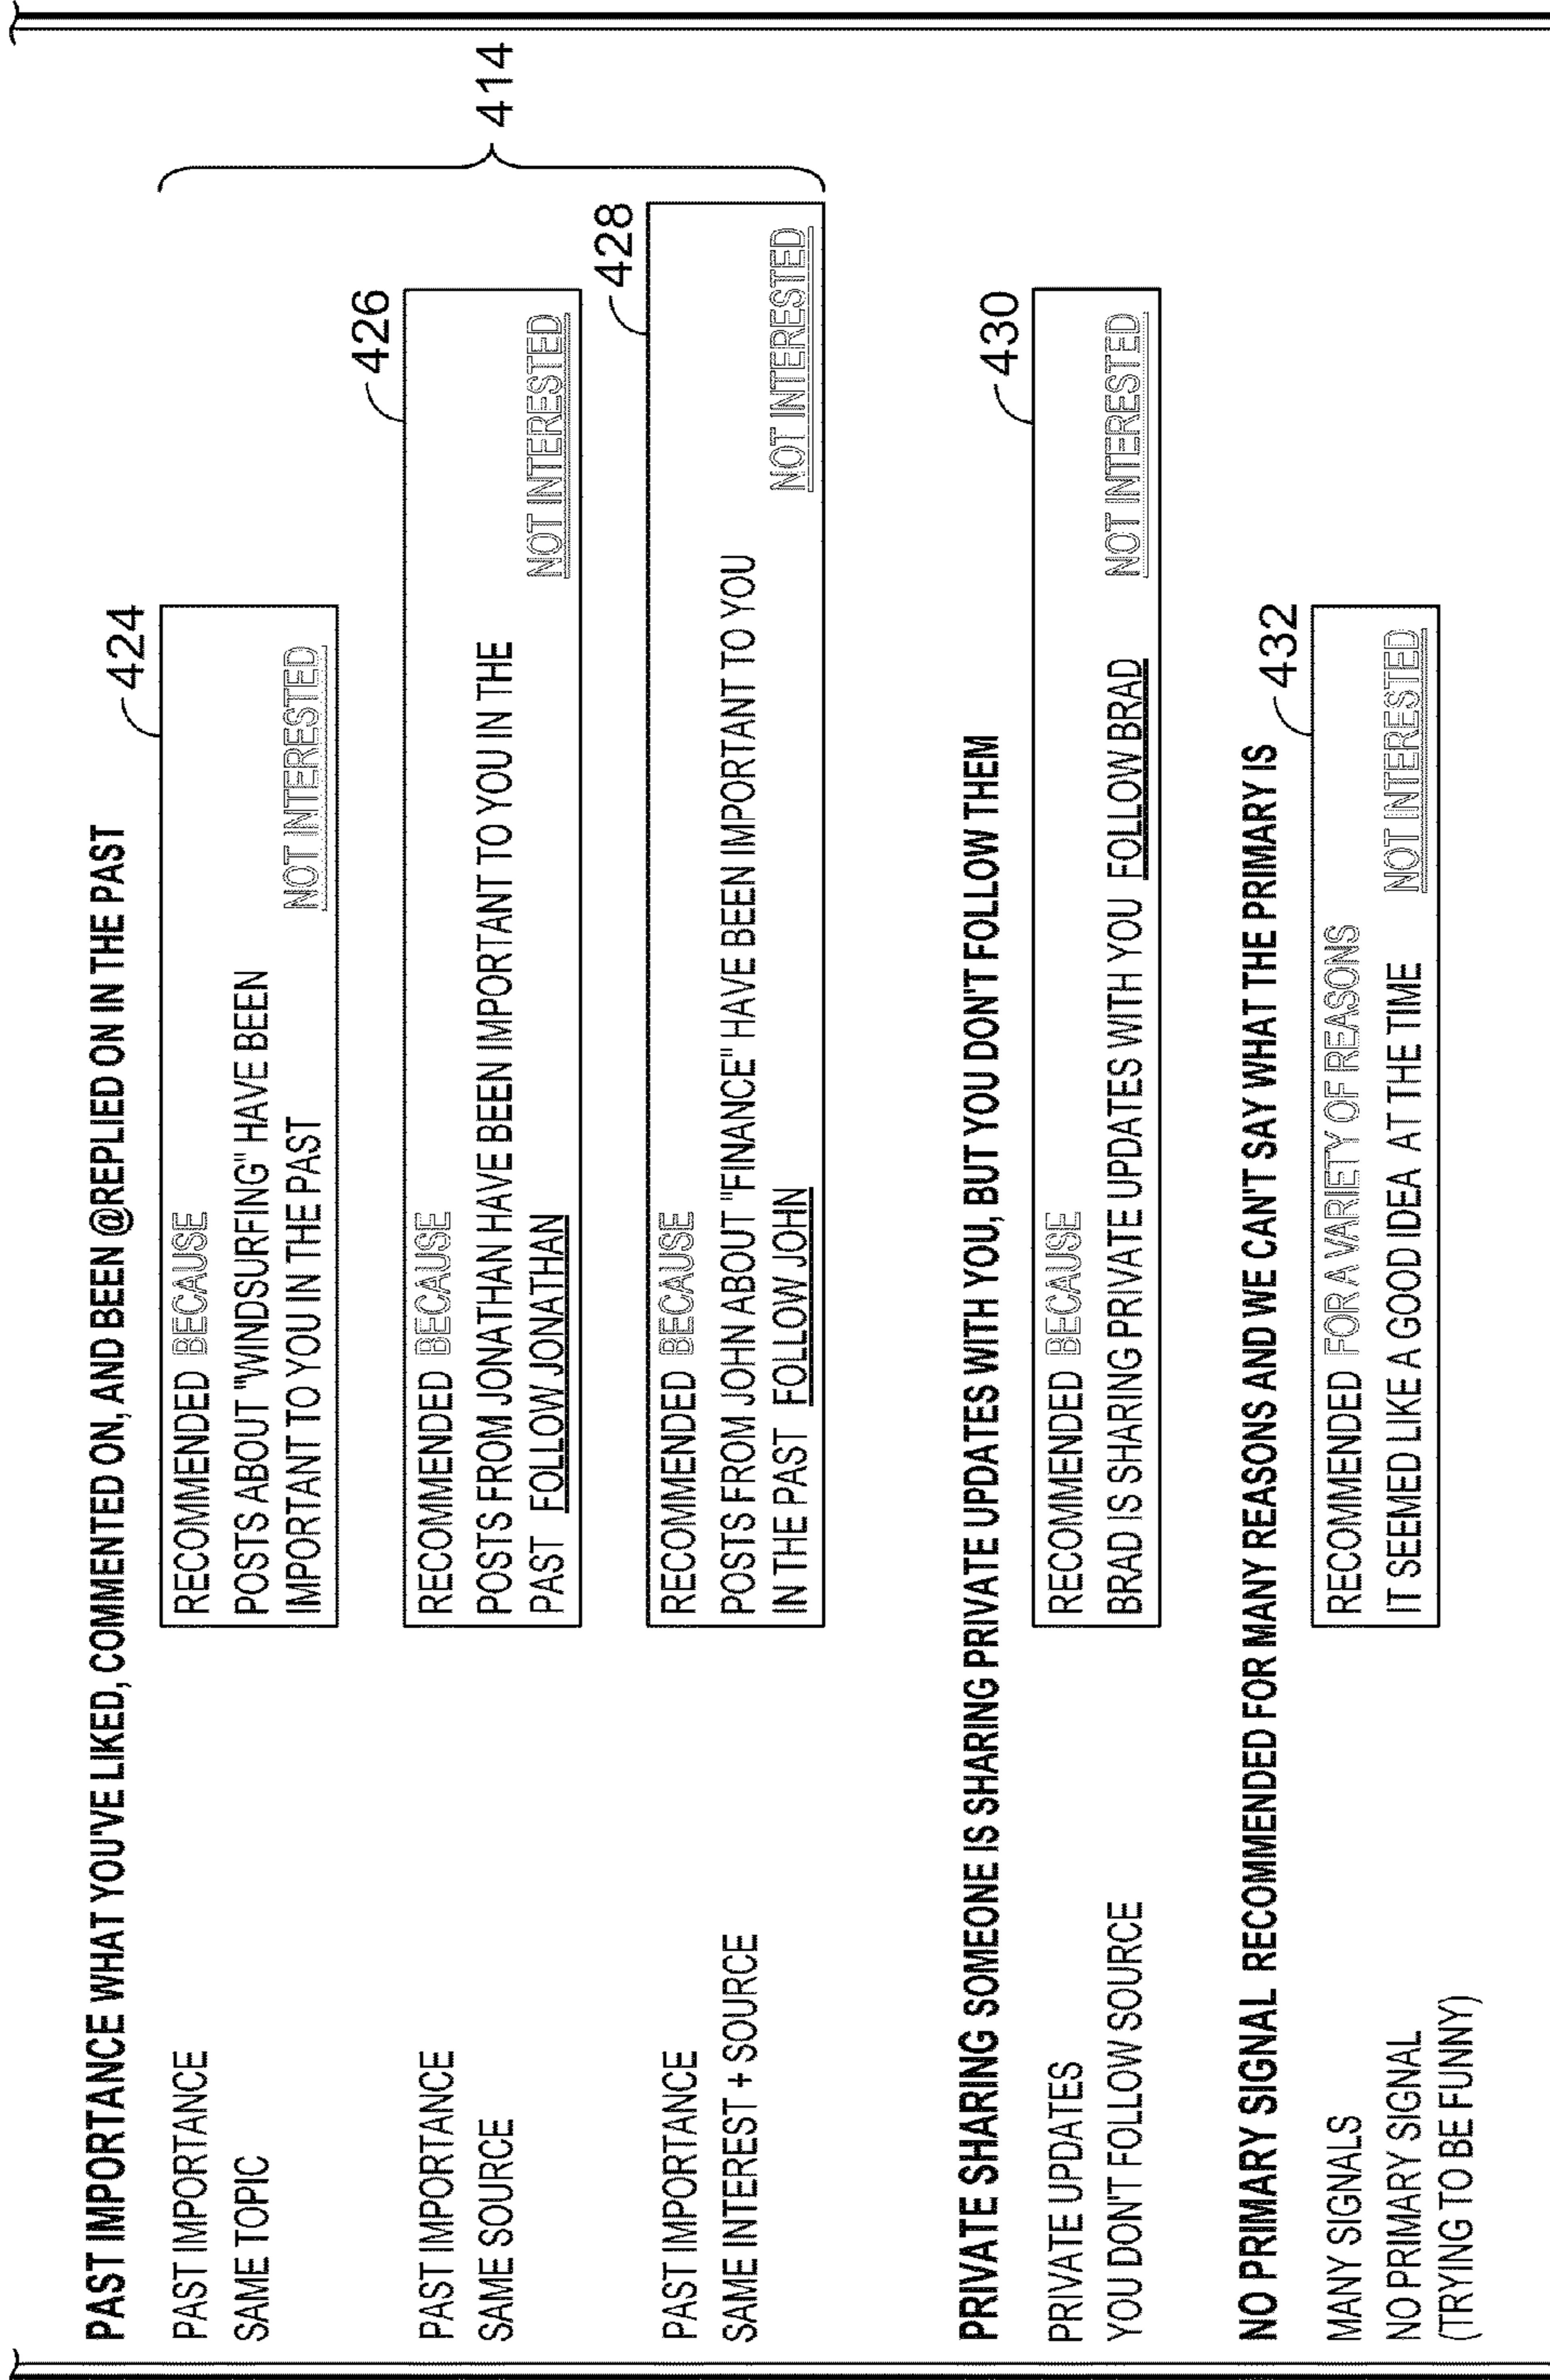 PAST IMPORTANCE WHAT YOU'VE LIKED, COMMENTED ON, AND BEEN @REPLIED ON IN THE PAST
PAST IMPORTANCE
SAME TOPIC
424
RECOMMENDED BECAUSE
POSTS ABOUT "WINDSURFING" HAVE BEEN
IMPORTANT TO YOU IN THE PAST
NOT INTERESTED
PAST IMPORTANCE
SAME SOURCE
426
RECOMMENDED BECAUSE
POSTS FROM JONATHAN HAVE BEEN IMPORTANT TO YOU IN THE
PAST FOLLOW JONATHAN NOT INTERESTED
414
PAST IMPORTANCE
SAME INTEREST + SOURCE
428
RECOMMENDED BECAUSE
POSTS FROM JOHN ABOUT "FINANCE" HAVE BEEN IMPORTANT TO YOU
IN THE PAST FOLLOW JOHN NOT INTERESTED
PRIVATE SHARING SOMEONE IS SHARING PRIVATE UPDATES WITH YOU, BUT YOU DON'T FOLLOW THEM
PRIVATE UPDATES
YOU DON'T FOLLOW SOURCE
430
RECOMMENDED BECAUSE
BRAD IS SHARING PRIVATE UPDATES WITH YOU FOLLOW BRAD NOT INTERESTED
NO PRIMARY SIGNAL RECOMMENDED FOR MANY REASONS AND WE CAN'T SAY WHAT THE PRIMARY IS
MANY SIGNALS
NO PRIMARY SIGNAL
(TRYING TO BE FUNNY)
432
RECOMMENDED FOR A VARIETY OF REASONS
IT SEEMED LIKE A GOOD IDEA AT THE TIME NOT INTERESTED